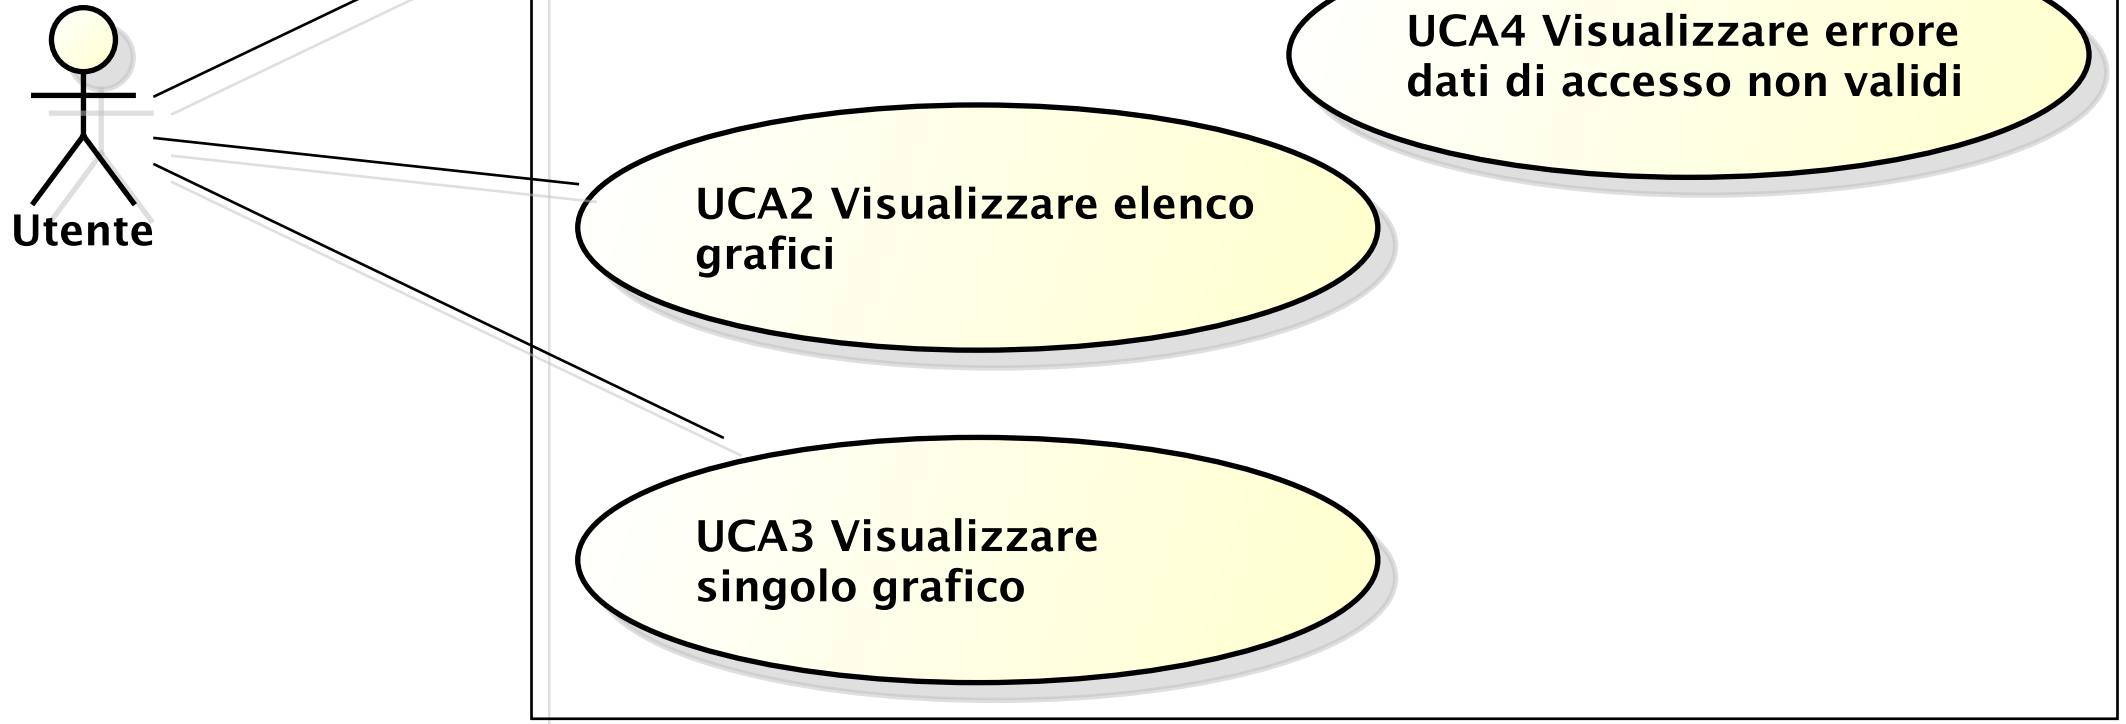 UCA4 Visualizzare errore
dati di accesso non validi
UCA2 Visualizzare elenco
grafici
Utente
UCA3 Visualizzare
singolo grafico